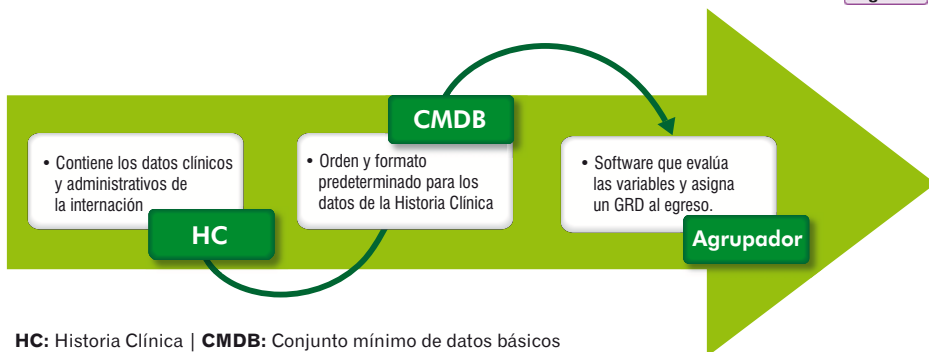 • Contiene los datos clínicos
y administrativos de
la internación
HC
CMDB
• Orden y formato
predeterminado para los
datos de la Historia Clínica
• Software que evalúa
las variables y asigna
un GRD al egreso.
Agrupador
HC: Historia Clínica | CMDB: Conjunto mínimo de datos básicos